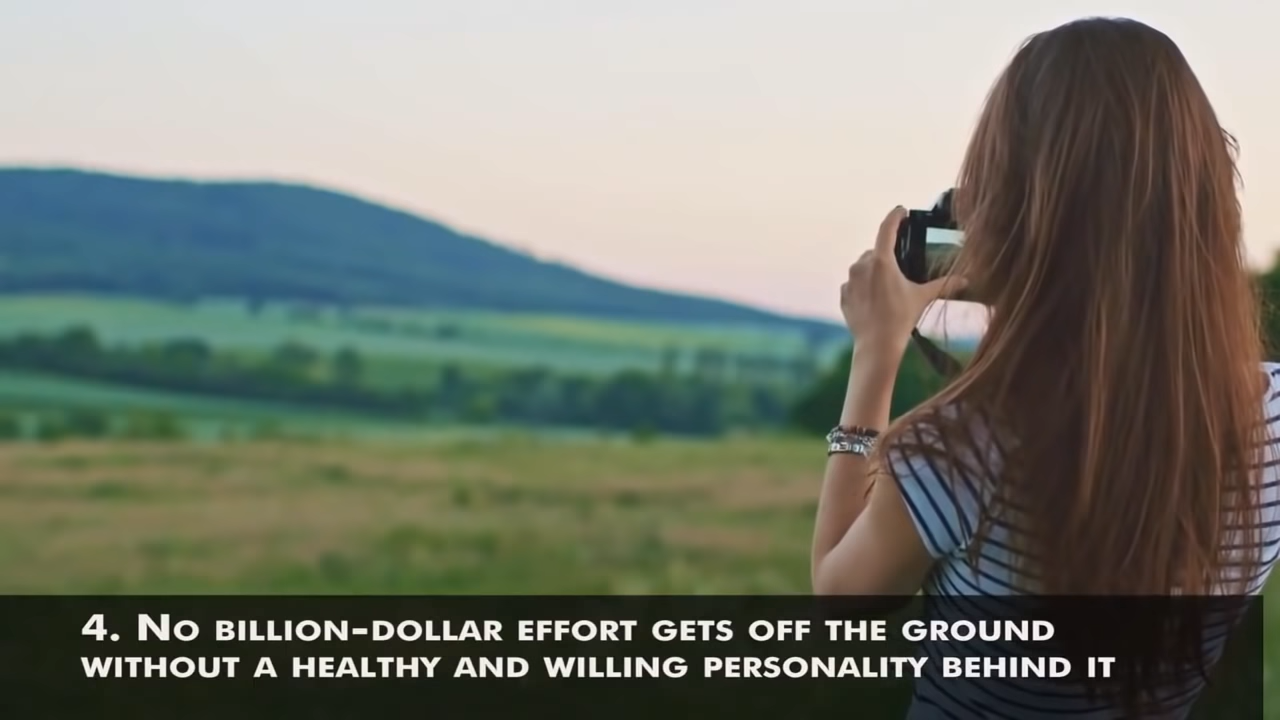 4. No billion-dollar effort gets off the ground
without a healthy and willing personality behind it